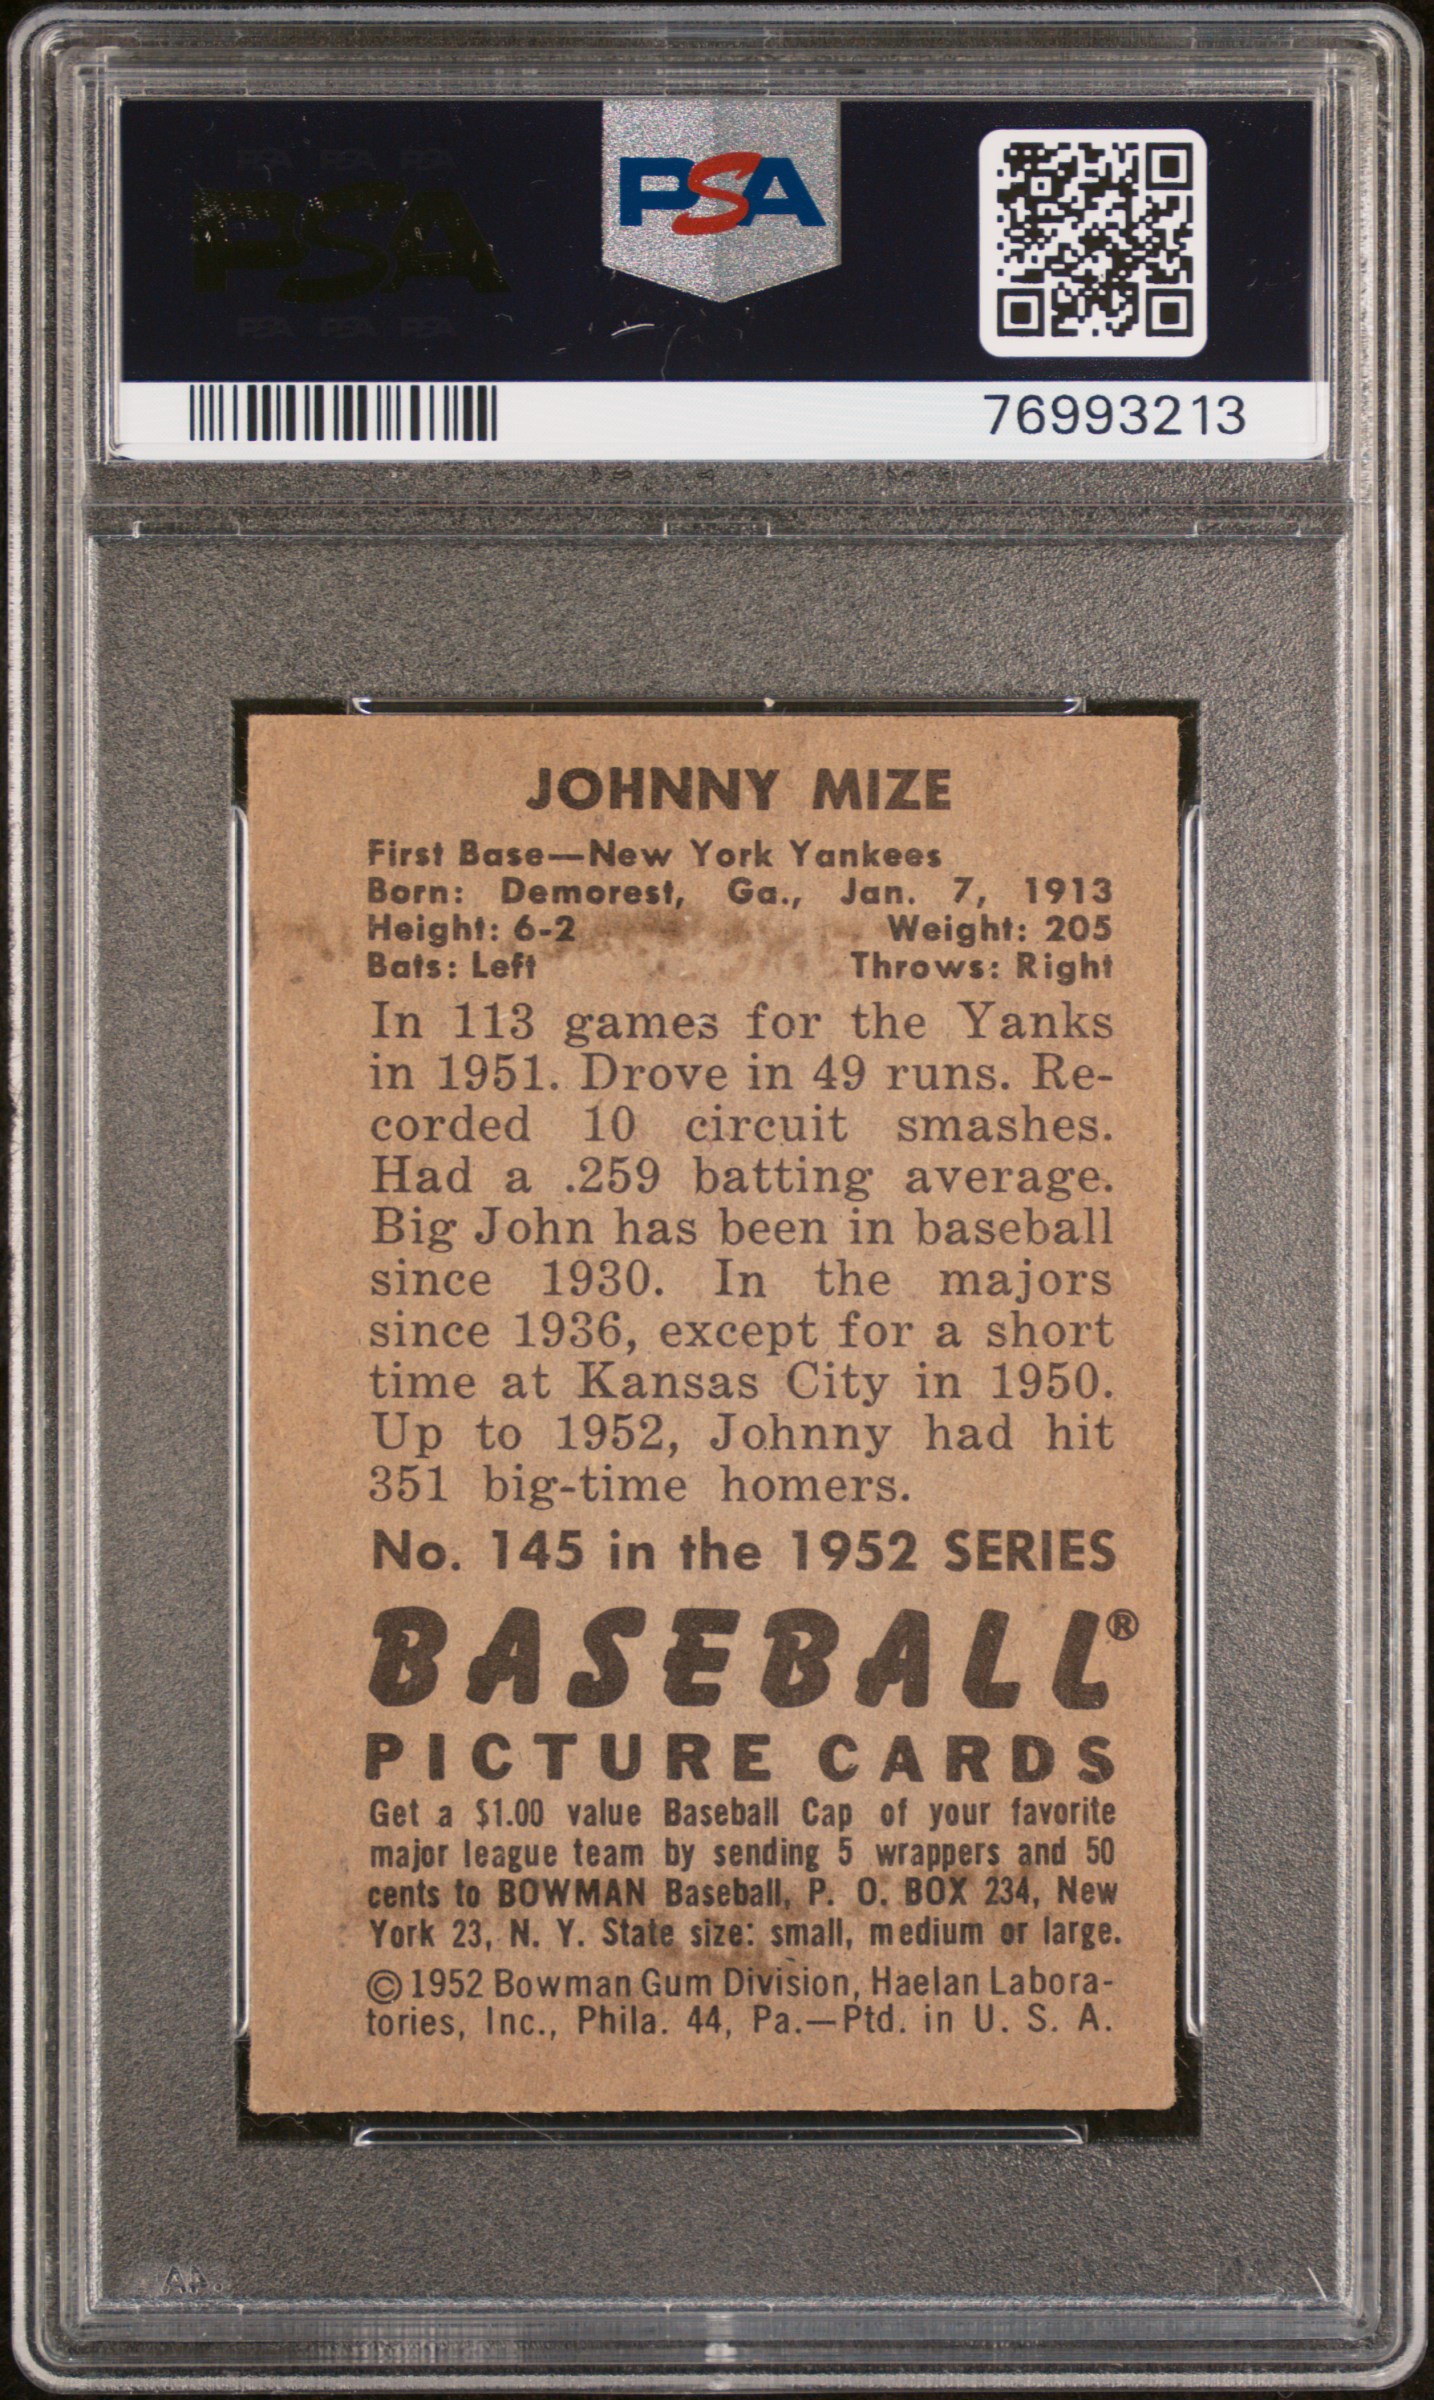 PSA PSA PSA
PSA
PSA PSA PSA
PSA
76993213
JOHNNY MIZE
First Base—New York Yankees
Born: Demorest, Ga., Jan. 7, 1913
Height: 6-2 Weight: 205
Bats: Left Throws: Right
In 113 games for the Yanks
in 1951. Drove in 49 runs. Re-
corded 10 circuit smashes.
Had a .259 batting average.
Big John has been in baseball
since 1930. In the majors
since 1936, except for a short
time at Kansas City in 1950.
Up to 1952, Johnny had hit
351 big-time homers.
No. 145 in the 1952 SERIES
BASEBALL®
PICTURE CARDS
Get a $1.00 value Baseball Cap of your favorite
major league team by sending 5 wrappers and 50
cents to BOWMAN Baseball, P. O. BOX 234, New
York 23, N. Y. State size: small, medium or large.
©1952 Bowman Gum Division, Haelan Labora-
tories, Inc., Phila. 44, Pa.—Ptd. in U. S. A.